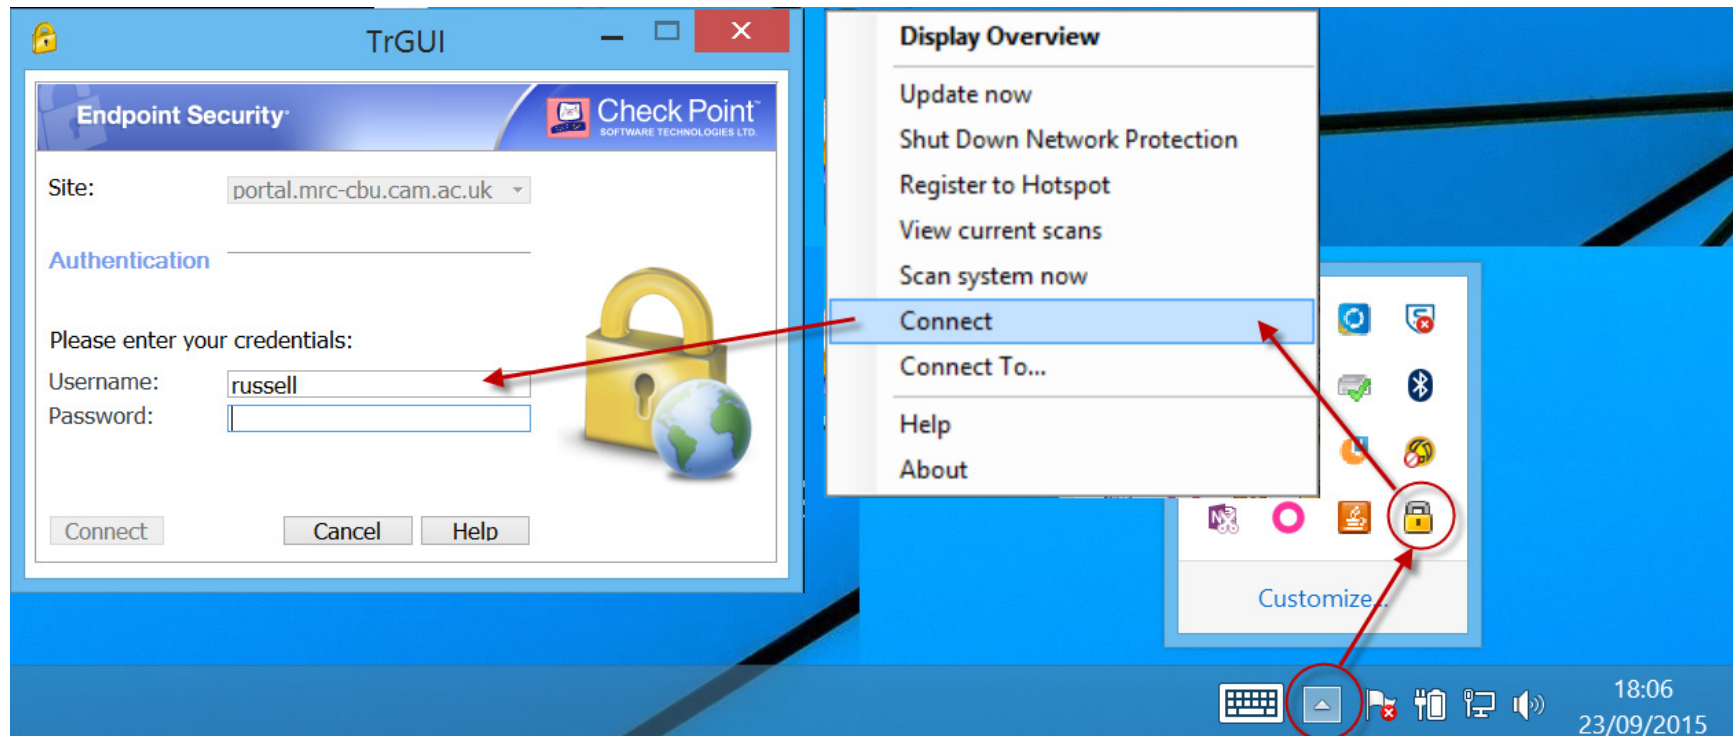 TrGUI
Endpoint Security
Check Point™
SOFTWARE TECHNOLOGIES LTD.
Site: portal.mrc-cbu.cam.ac.uk
Authentication
Please enter your credentials:
Username: russell
Password:
Connect Cancel Help
Display Overview
Update now
Shut Down Network Protection
Register to Hotspot
View current scans
Scan system now
Connect
Connect To...
Help
About
Customize...
18:06
23/09/2015